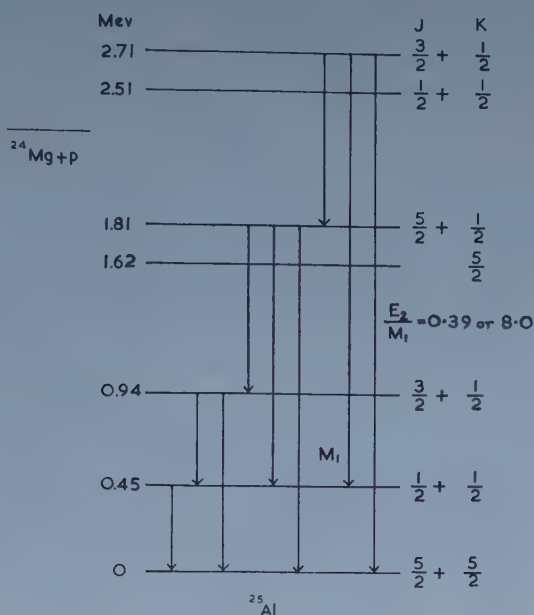 Mev J K
2.71 3/2 + 1/2
2.51 1/2 + 1/2
²⁴Mg+p
1.81 5/2 + 1/2
1.62 5/2
E₂/M₁ = 0·39 or 8·0
0.94 3/2 + 1/2
M₁
0.45 1/2 + 1/2
0 5/2 + 5/2
²⁵Al